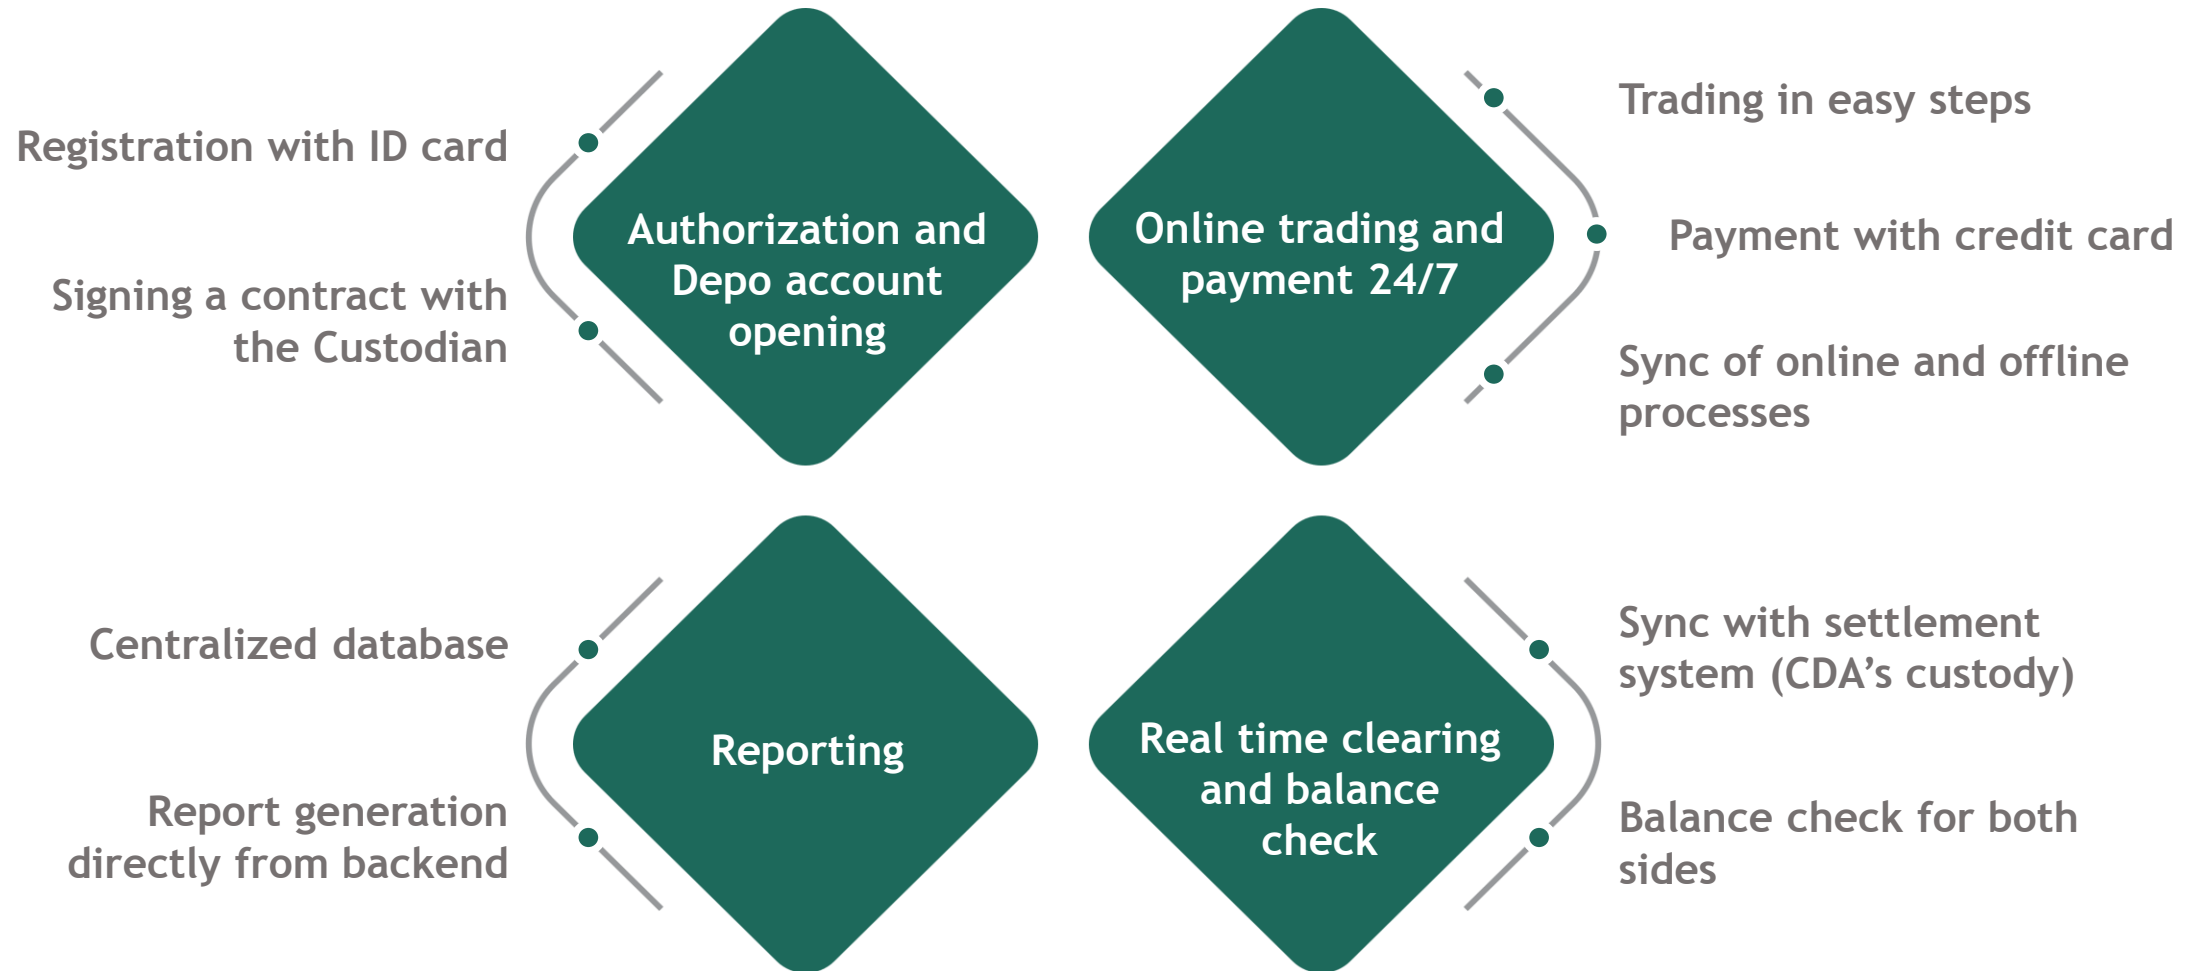 Registration with ID card
Signing a contract with
the Custodian
Authorization and
Depo account
opening
Online trading and
payment 24/7
Trading in easy steps
Payment with credit card
Sync of online and offline
processes
Centralized database
Report generation
directly from backend
Reporting
Real time clearing
and balance
check
Sync with settlement
system (CDA’s custody)
Balance check for both
sides